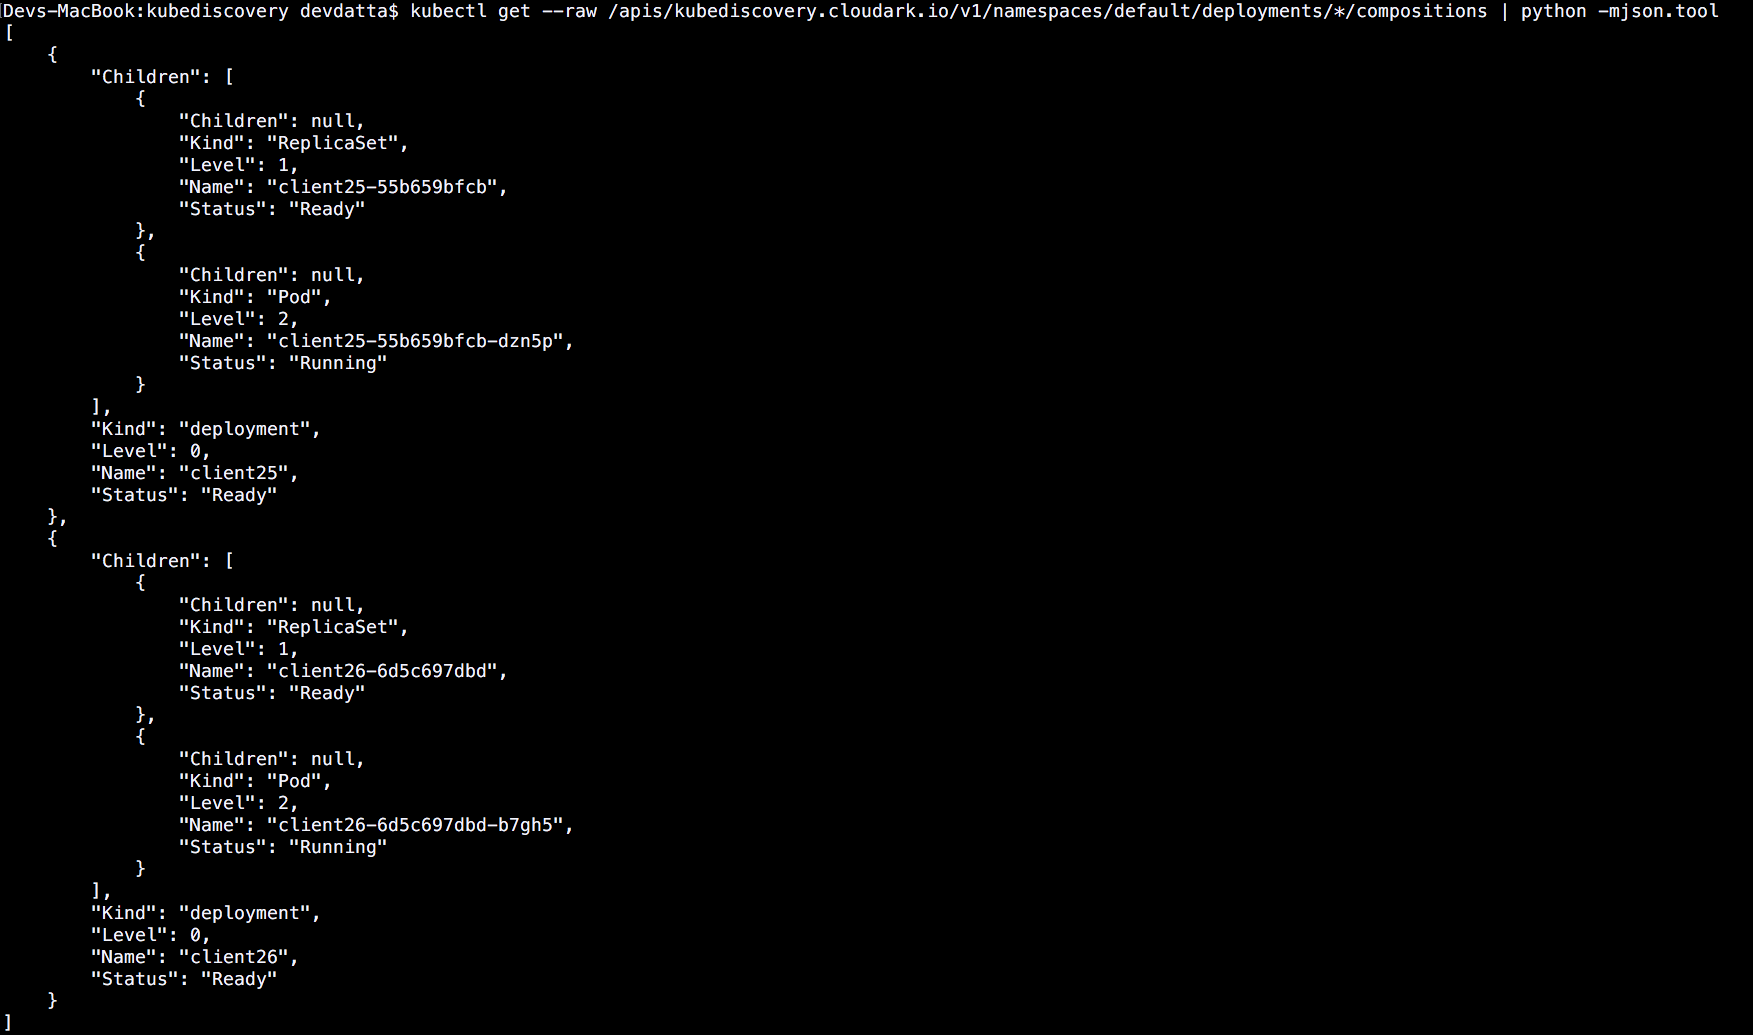 Devs-MacBook:kubediscovery devdatta$ kubectl get --raw /apis/kubediscovery.cloudark.io/v1/namespaces/default/deployments/*/compositions | python -mjson.tool
[
    {
        "Children": [
            {
                "Children": null,
                "Kind": "ReplicaSet",
                "Level": 1,
                "Name": "client25-55b659bfcb",
                "Status": "Ready"
            },
            {
                "Children": null,
                "Kind": "Pod",
                "Level": 2,
                "Name": "client25-55b659bfcb-dzn5p",
                "Status": "Running"
            }
        ],
        "Kind": "deployment",
        "Level": 0,
        "Name": "client25",
        "Status": "Ready"
    },
    {
        "Children": [
            {
                "Children": null,
                "Kind": "ReplicaSet",
                "Level": 1,
                "Name": "client26-6d5c697dbd",
                "Status": "Ready"
            },
            {
                "Children": null,
                "Kind": "Pod",
                "Level": 2,
                "Name": "client26-6d5c697dbd-b7gh5",
                "Status": "Running"
            }
        ],
        "Kind": "deployment",
        "Level": 0,
        "Name": "client26",
        "Status": "Ready"
    }
]